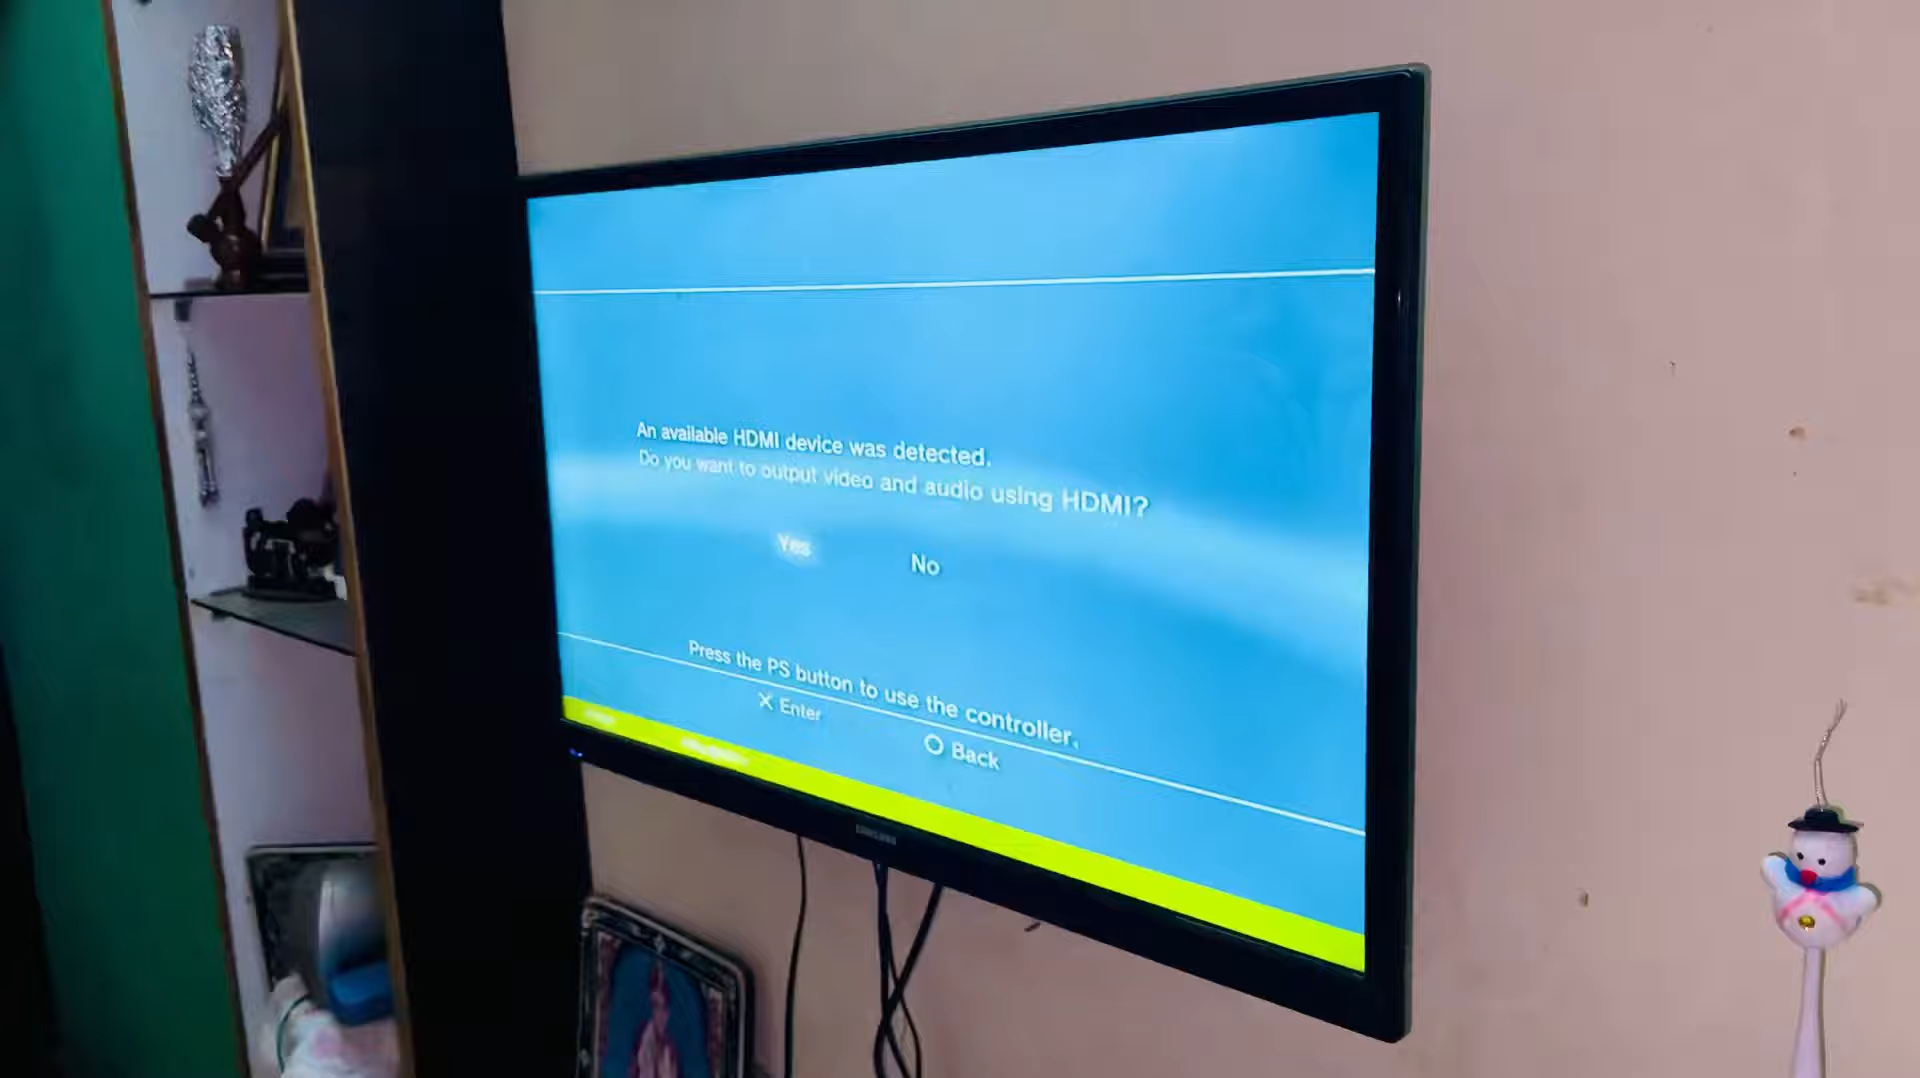 An available HDMI device was detected.
Do you want to output video and audio using HDMI?
Yes No
Press the PS button to use the controller.
X Enter
O Back
SAMSUNG